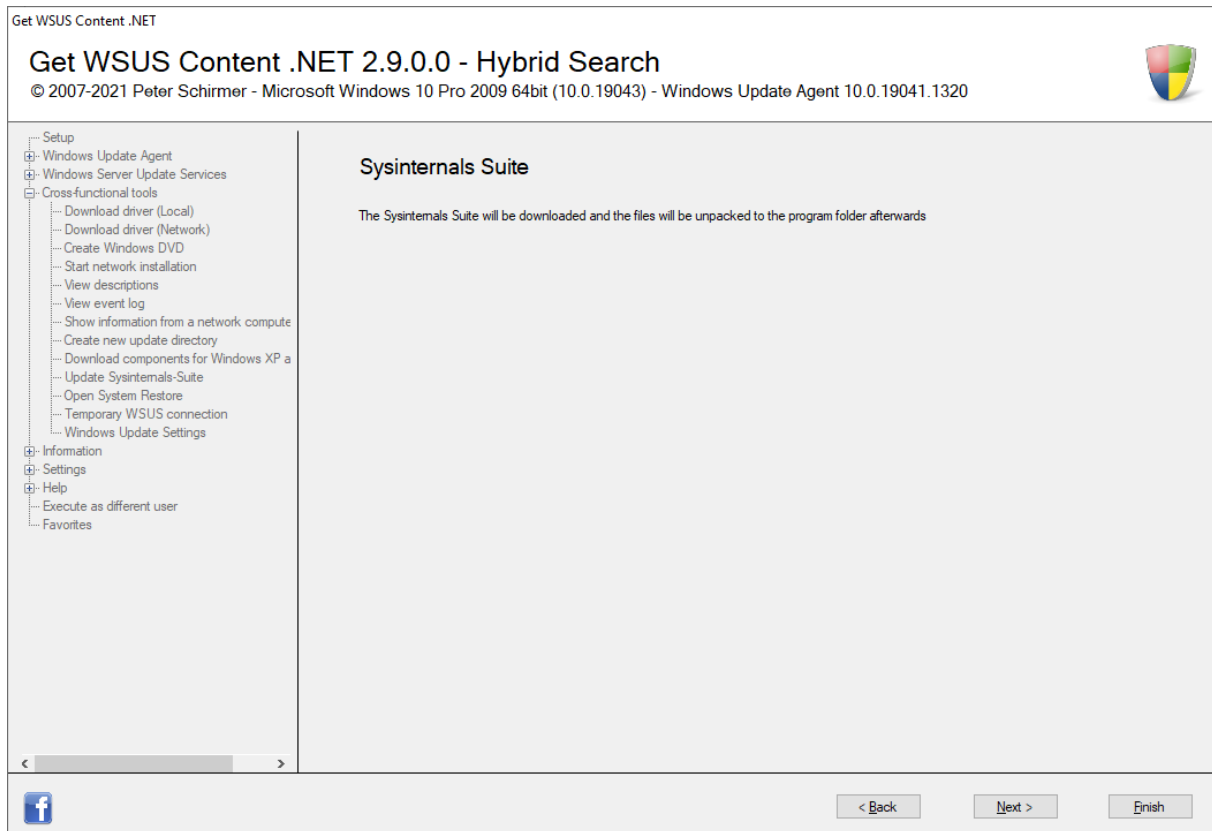 Get WSUS Content .NET
Get WSUS Content .NET 2.9.0.0 - Hybrid Search
© 2007-2021 Peter Schirmer - Microsoft Windows 10 Pro 2009 64bit (10.0.19043) - Windows Update Agent 10.0.19041.1320
Setup
Windows Update Agent
Windows Server Update Services
Cross-functional tools
Download driver (Local)
Download driver (Network)
Create Windows DVD
Start network installation
View descriptions
View event log
Show information from a network compute
Create new update directory
Download components for Windows XP a
Update Sysinternals-Suite
Open System Restore
Temporary WSUS connection
Windows Update Settings
Information
Settings
Help
Execute as different user
Favorites
Sysinternals Suite
The Sysinternals Suite will be downloaded and the files will be unpacked to the program folder afterwards
< Back Next > Finish